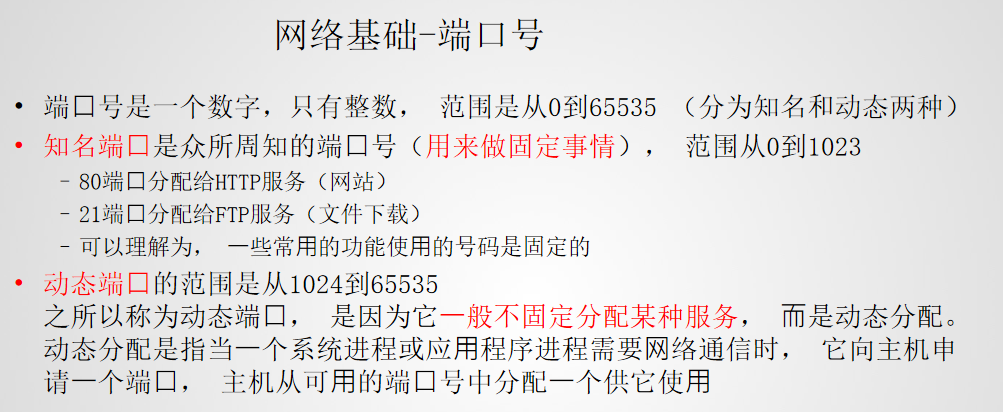 网络基础-端口号
• 端口号是一个数字，只有整数， 范围是从0到65535 （分为知名和动态两种）
• 知名端口是众所周知的端口号（用来做固定事情）， 范围从0到1023
– 80端口分配给HTTP服务（网站）
– 21端口分配给FTP服务（文件下载）
– 可以理解为， 一些常用的功能使用的号码是固定的
• 动态端口的范围是从1024到65535
之所以称为动态端口， 是因为它一般不固定分配某种服务， 而是动态分配。
动态分配是指当一个系统进程或应用程序进程需要网络通信时， 它向主机申
请一个端口， 主机从可用的端口号中分配一个供它使用